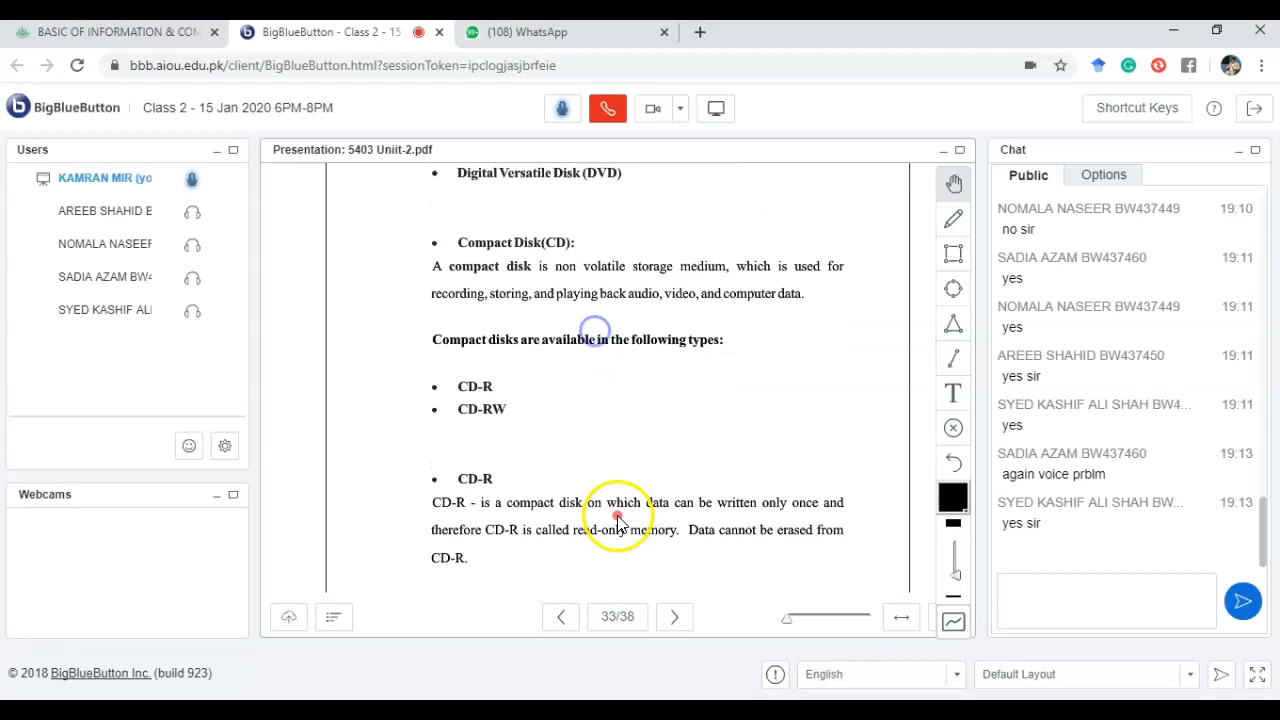 BASIC OF INFORMATION & COM
BigBlueButton - Class 2 - 15
(108) WhatsApp
bbb.aiou.edu.pk/client/BigBlueButton.html?sessionToken=ipclogjasjbrfeie
BigBlueButton
Class 2 - 15 Jan 2020 6PM-8PM
Shortcut Keys
Users
KAMRAN MIR (yo
AREEB SHAHID B
NOMALA NASEEF
SADIA AZAM BW4
SYED KASHIF ALI
Webcams
Presentation: 5403 Uniit-2.pdf
• Digital Versatile Disk (DVD)
• Compact Disk(CD):
A compact disk is non volatile storage medium, which is used for
recording, storing, and playing back audio, video, and computer data.
Compact disks are available in the following types:
• CD-R
• CD-RW
• CD-R
CD-R - is a compact disk on which data can be written only once and
therefore CD-R is called read-only memory. Data cannot be erased from
CD-R.
33/38
T
Chat
Public
Options
NOMALA NASEER BW437449 19:10
no sir
SADIA AZAM BW437460 19:11
yes
NOMALA NASEER BW437449 19:11
yes
AREEB SHAHID BW437450 19:11
yes sir
SYED KASHIF ALI SHAH BW4... 19:11
yes
SADIA AZAM BW437460 19:13
again voice prblm
SYED KASHIF ALI SHAH BW... 19:13
yes sir
© 2018 BigBlueButton Inc. (build 923)
English
Default Layout